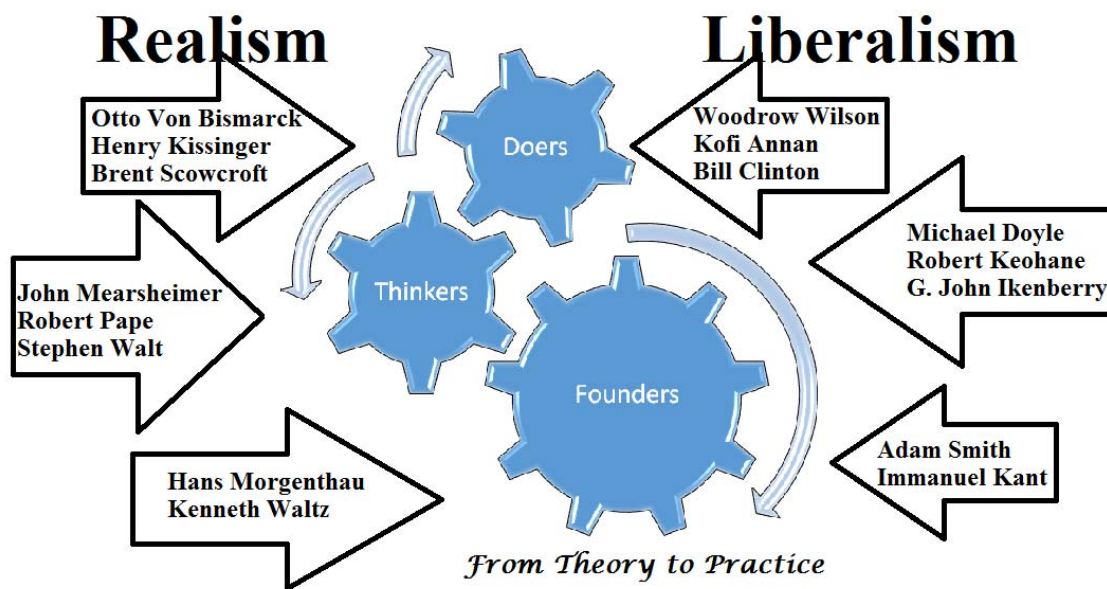 Realism
Liberalism
Otto Von Bismarck
Henry Kissinger
Brent Scowcroft
Doers
Woodrow Wilson
Kofi Annan
Bill Clinton
John Mearsheimer
Robert Pape
Stephen Walt
Thinkers
Michael Doyle
Robert Keohane
G. John Ikenberry
Hans Morgenthau
Kenneth Waltz
Founders
Adam Smith
Immanuel Kant
From Theory to Practice